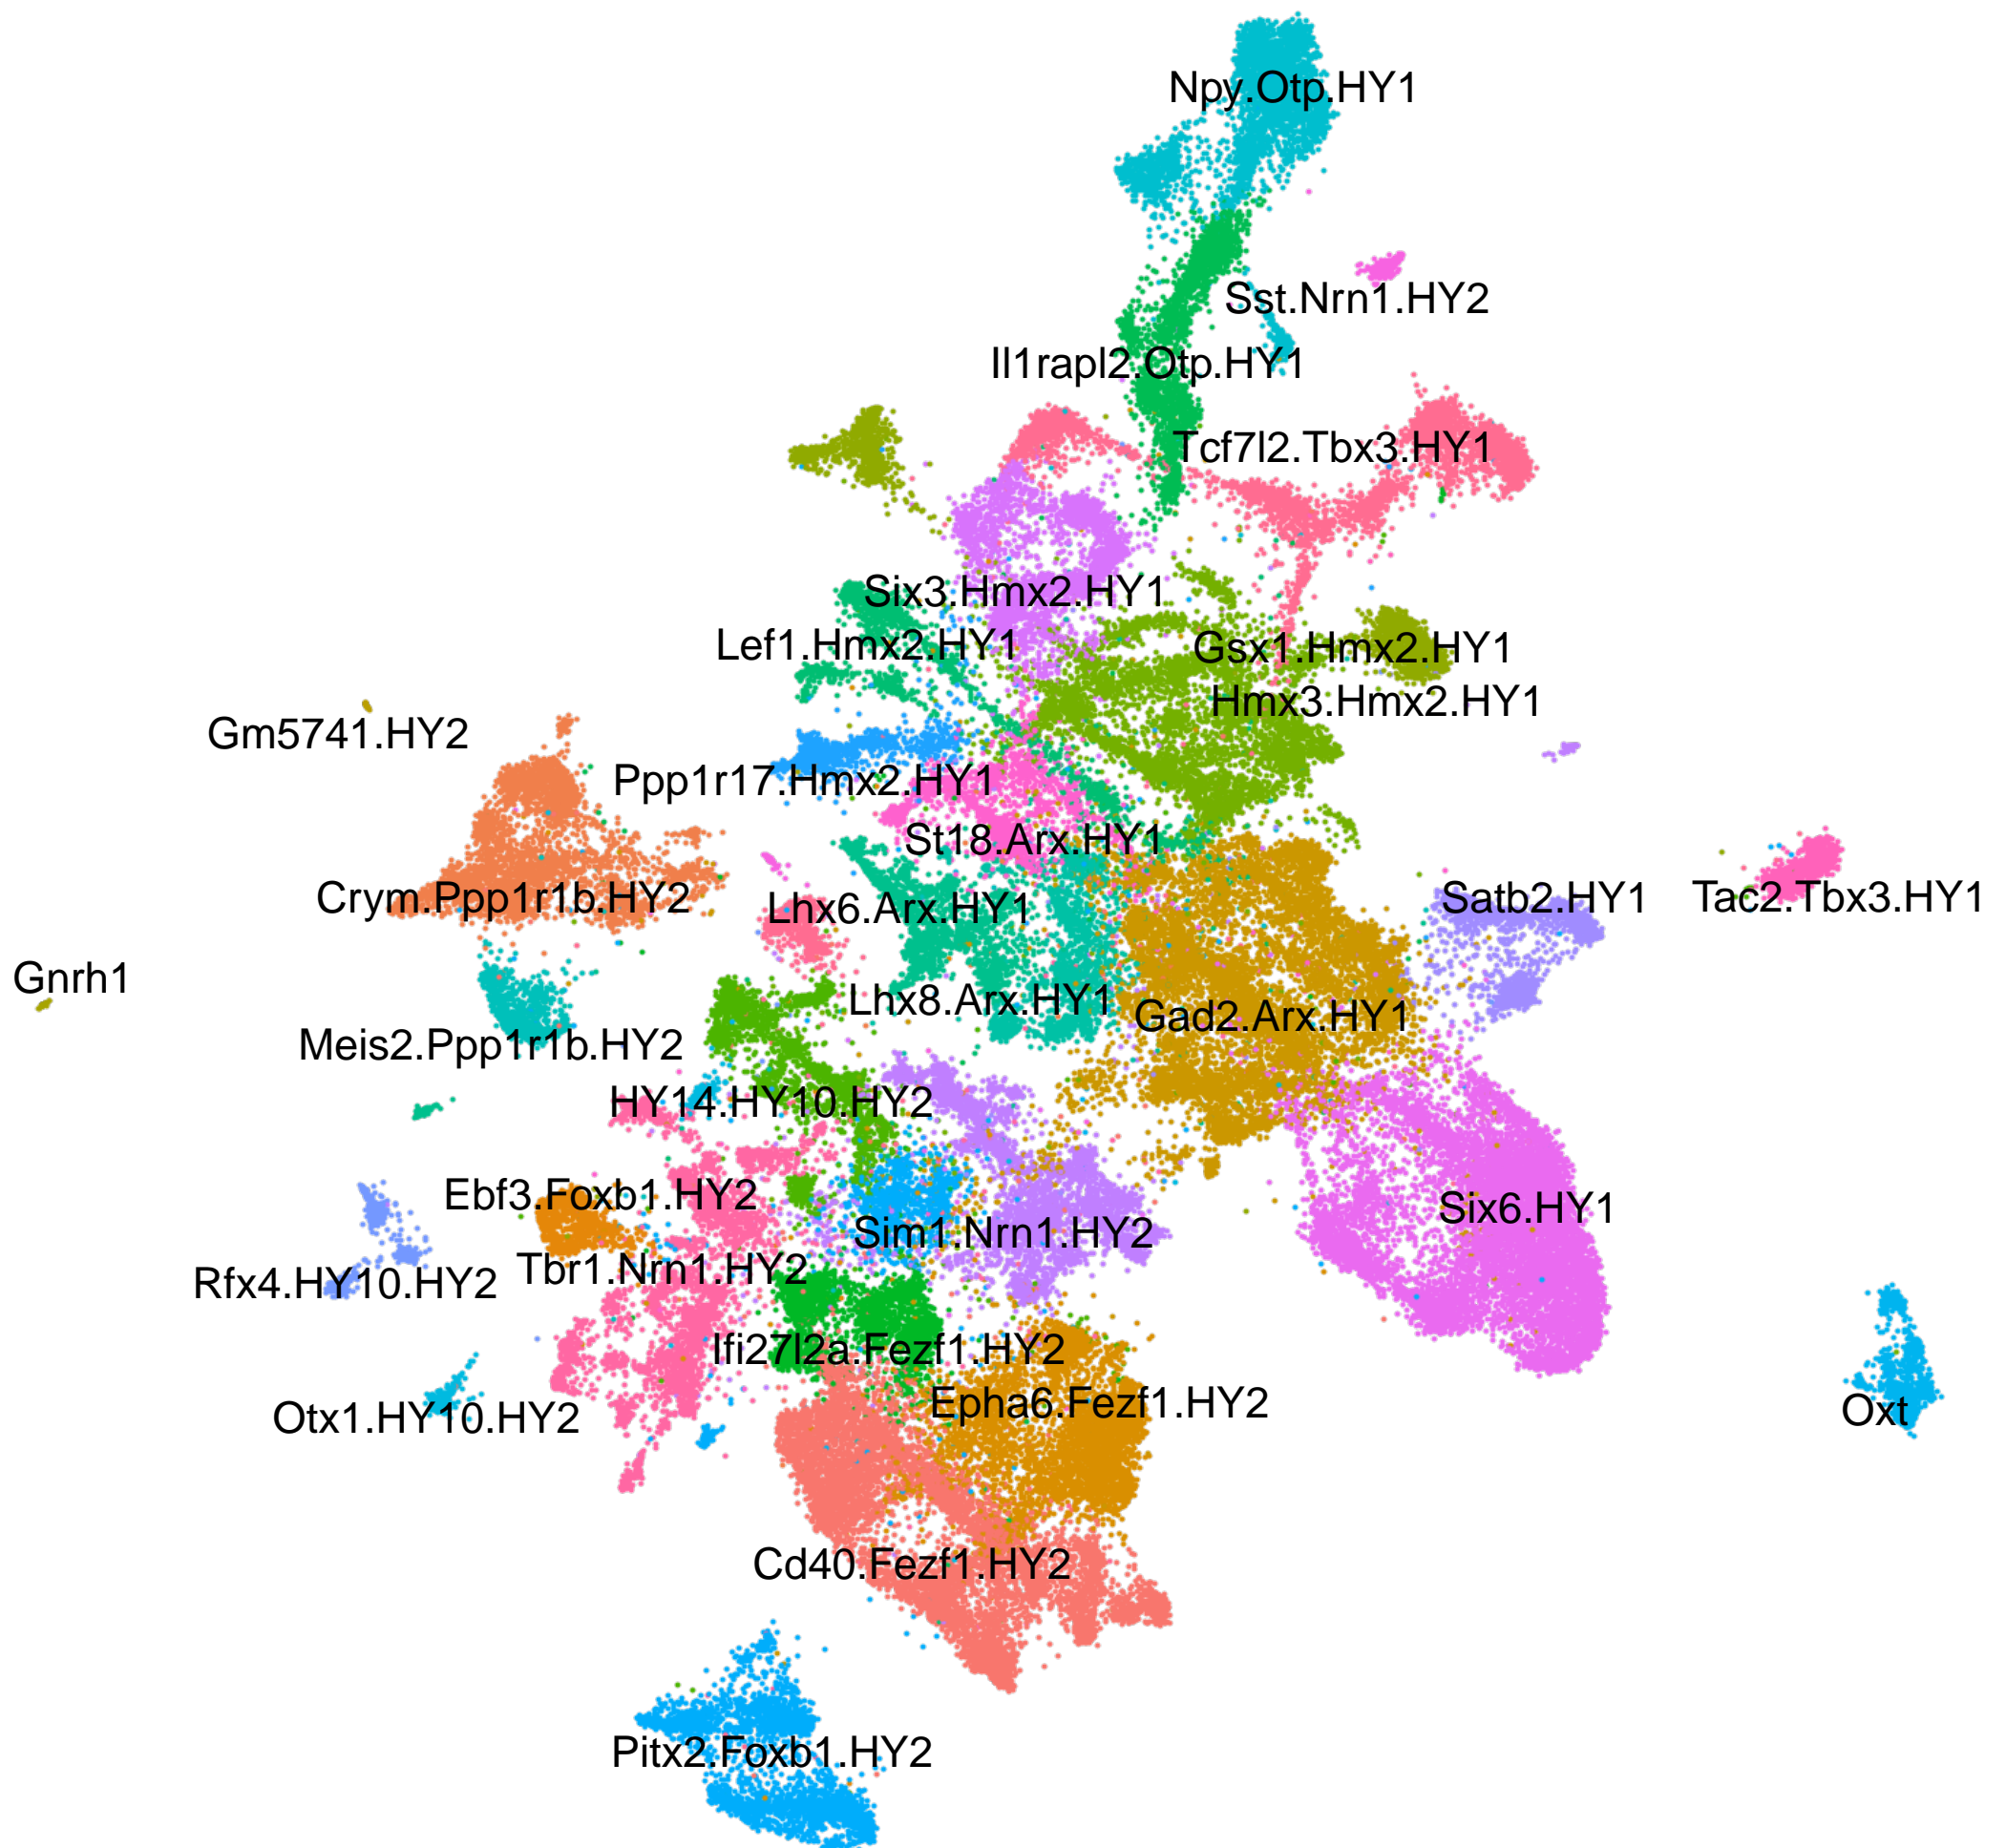 Npy.Otp.HY1
Sst.Nrn1.HY2
Il1rapl2.Otp.HY1
Tcf7l2.Tbx3.HY1
Six3.Hmx2.HY1
Lef1.Hmx2.HY1
Gsx1.Hmx2.HY1
Hmx3.Hmx2.HY1
Gm5741.HY2
Ppp1r17.Hmx2.HY1
St18.Arx.HY1
Crym.Ppp1r1b.HY2
Lhx6.Arx.HY1
Satb2.HY1
Tac2.Tbx3.HY1
Gnrh1
Lhx8.Arx.HY1
Gad2.Arx.HY1
Meis2.Ppp1r1b.HY2
HY14.HY10.HY2
Ebf3.Foxb1.HY2
Six6.HY1
Sim1.Nrn1.HY2
Tbr1.Nrn1.HY2
Rfx4.HY10.HY2
Ifi27l2a.Fezf1.HY2
Epha6.Fezf1.HY2
Oxt
Otx1.HY10.HY2
Cd40.Fezf1.HY2
Pitx2.Foxb1.HY2